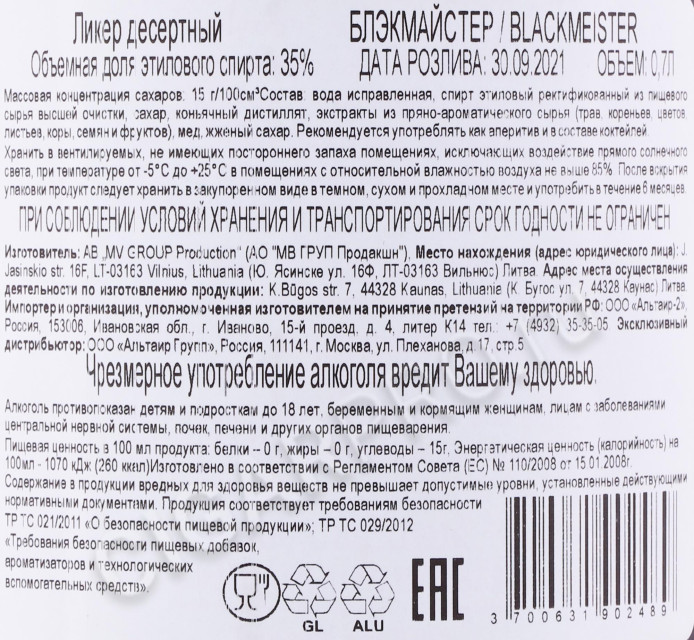 Ликер десертный
Объемная доля этилового спирта: 35%
БЛЭКМАЙСТЕР / BLACKMEISTER
ДАТА РОЗЛИВА: 30.09.2021 ОБЪЕМ: 0,7Л
Массовая концентрация сахаров: 15 г/100см³Состав: вода исправленная, спирт этиловый ректификованный из пищевого
сырья высшей очистки, сахар, коньячный дистиллят, экстракты из пряно-ароматического сырья (трав, кореньев, цветов,
листьев, коры, семян и фруктов), мед, жженый сахар. Рекомендуется употреблять как аперитив и в составе коктейлей.
Хранить в вентилируемых, не имеющих постороннего запаха помещениях, исключающих воздействие прямого солнечного
света, при температуре от -5°С до +25°С в помещениях с относительной влажностью воздуха не выше 85%. После вскрытия
упаковки продукт следует хранить в закупоренном виде в темном, сухом и прохладном месте и употребить в течение 6 месяцев.
ПРИ СОБЛЮДЕНИИ УСЛОВИЙ ХРАНЕНИЯ И ТРАНСПОРТИРОВАНИЯ СРОК ГОДНОСТИ НЕ ОГРАНИЧЕН
Изготовитель: AB „MV GROUP Production“ (АО "МВ ГРУП Продакшн"), Место нахождения (адрес юридического лица): J.
Jasinskio str. 16F, LT-03163 Vilnius, Lithuania (Ю. Ясинске ул. 16Ф, ЛТ-03163 Вильнюс) Литва. Адрес места осуществления
деятельности по изготовлению продукции: K.Būgos str. 7, 44328 Kaunas, Lithuania (К. Бугос ул. 7, 44328 Каунас) Литва.
Импортер и организация, уполномоченная изготовителем на принятие претензий на территории РФ: ООО «Альтаир-2»,
Россия, 153006, Ивановская обл., г. Иваново, 15-й проезд, д. 4, литер К14 тел.: +7 (4932) 35-35-05 Эксклюзивный
дистрибьютор: ООО «Альтаир Групп», Россия, 111141, г. Москва, ул. Плеханова, д.17, стр.5
Чрезмерное употребление алкоголя вредит Вашему здоровью.
Алкоголь противопоказан детям и подросткам до 18 лет, беременным и кормящим женщинам, лицам с заболеваниями
центральной нервной системы, почек, печени и других органов пищеварения.
Пищевая ценность в 100 мл продукта: белки – 0 г, жиры – 0 г, углеводы – 15г, Энергетическая ценность (калорийность) на
100мл - 1070 кДж (260 ккал)Изготовлено в соответствии с Регламентом Совета (ЕС) № 110/2008 от 15.01.2008г.
Содержание в продукции вредных для здоровья веществ не превышает допустимые уровни, установленные действующими
нормативными документами. Продукция соответствует требованиям безопасности
ТР ТС 021/2011 «О безопасности пищевой продукции»; ТР ТС 029/2012
«Требования безопасности пищевых добавок,
ароматизаторов и технологических
вспомогательных средств».
GL ALU
EAC
3 700631 902489